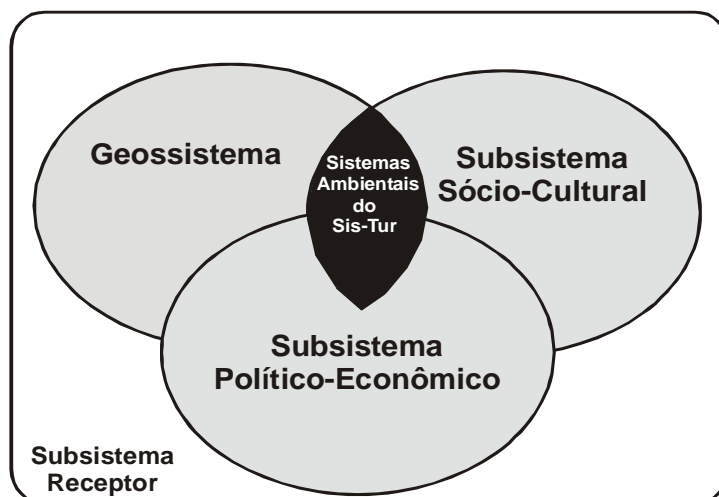 Geossistema
Sistemas
Ambientais
do
Sis-Tur
Subsistema
Sócio-Cultural
Subsistema
Político-Econômico
Subsistema
Receptor